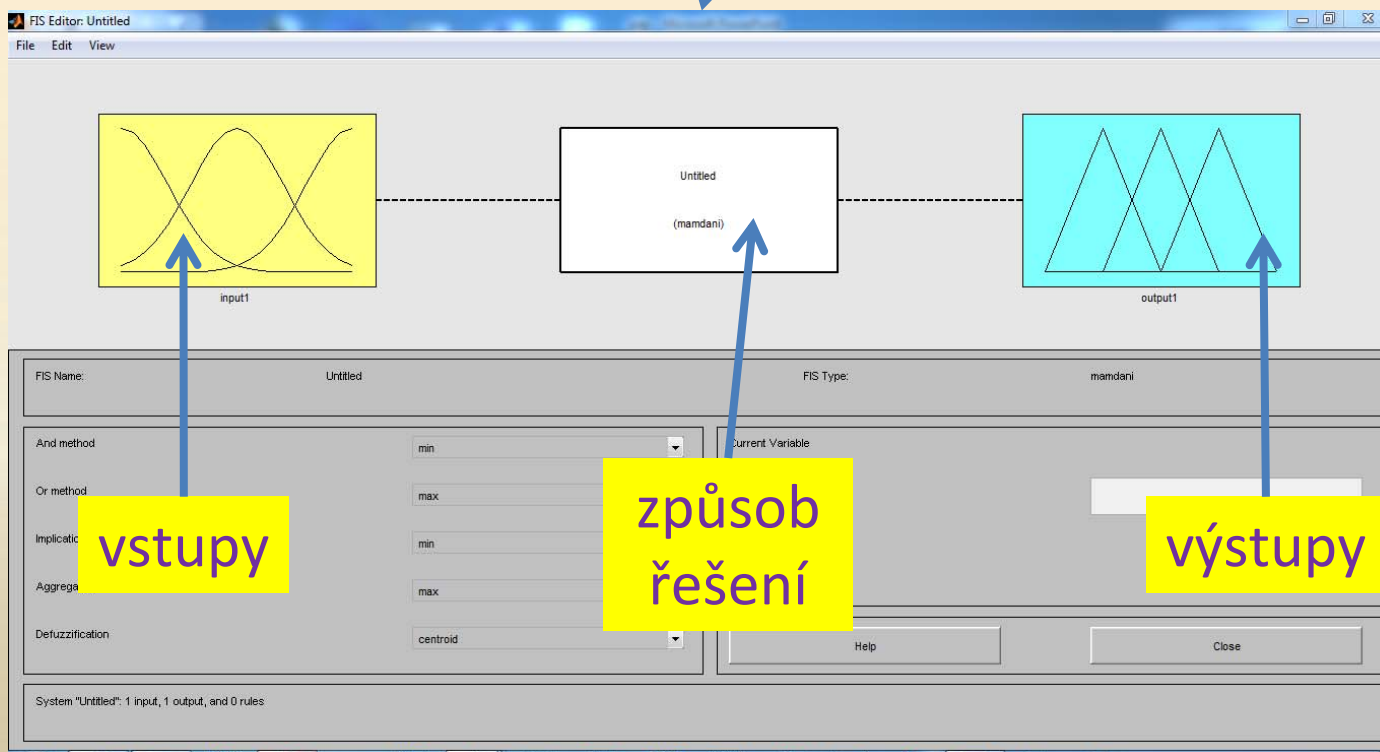 FIS Editor: Untitled
File Edit View
Untitled
(mamdani)
input1
output1
FIS Name: Untitled FIS Type: mamdani
And method min
Current Variable
Or method max
min
Aggrega max
Defuzzification centroid
vstupy
způsob
řešení
výstupy
Help
Close
System "Untitled": 1 input, 1 output, and 0 rules